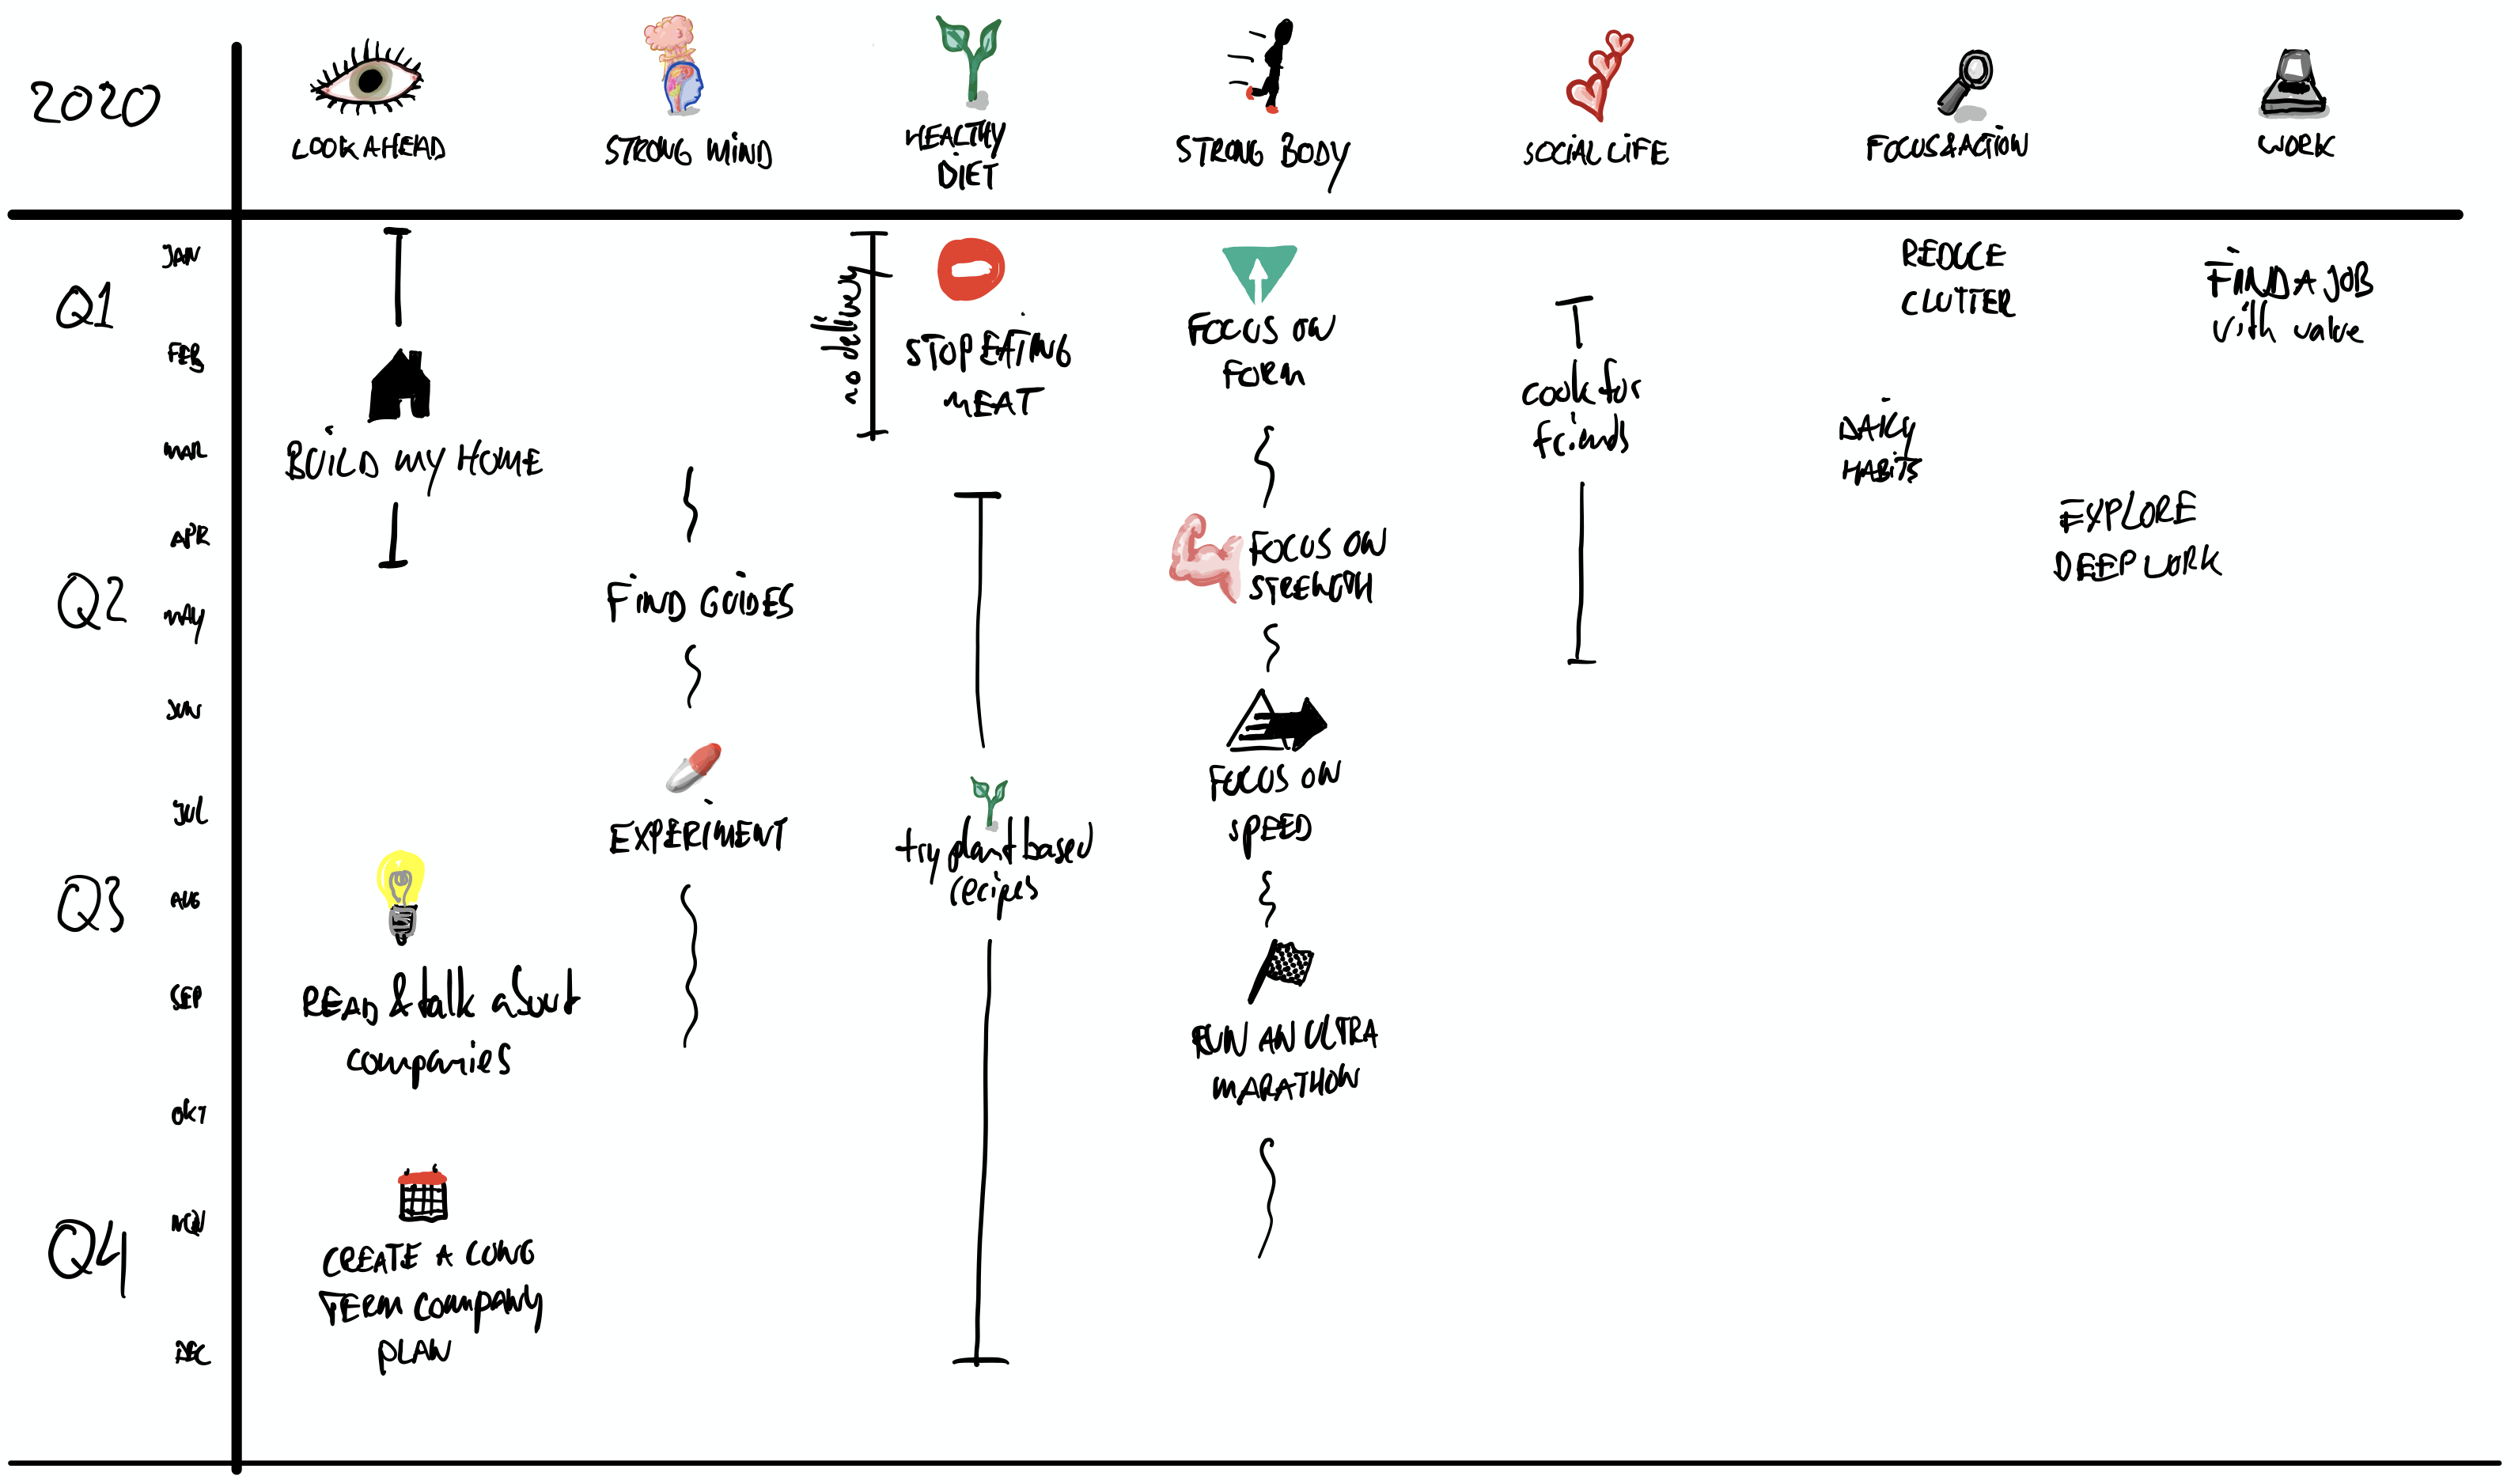 2020
LOOK AHEAD
STRONG MIND
HEALTHY
DIET
STRONG BODY
SOCIAL LIFE
FOCUS & ACTION
WORK
Q1
JAN
FEB
MAR
BUILD MY HOME
no delivery
STOP EATING
MEAT
FOCUS ON
FORM
cook for
friends
REDUCE
CLUTTER
DAILY
HABITS
FIND A JOB
with value
Q2
APR
MAY
JUN
FIND GUIDES
FOCUS ON
STRENGTH
EXPLORE
DEEP WORK
FOCUS ON
SPEED
Q3
JUL
AUG
SEP
EXPERIMENT
try plant based
recipes
READ & talk about
companies
RUN AN ULTRA
MARATHON
Q4
OKT
NOV
DEC
CREATE A LONG
TERM COMPANY
PLAN